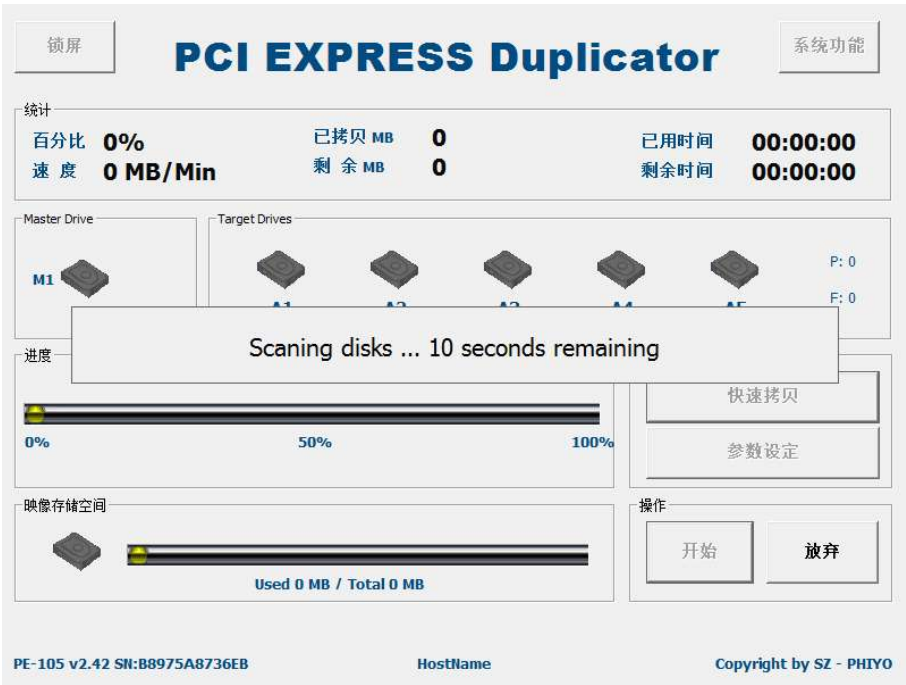 锁屏
PCI EXPRESS Duplicator
系统功能
统计
百分比 0%
已拷贝 MB 0
已用时间 00:00:00
速 度 0 MB/Min
剩 余 MB 0
剩余时间 00:00:00
Master Drive
Target Drives
M1
P: 0
F: 0
Scaning disks ... 10 seconds remaining
进度
快速拷贝
0% 50% 100%
参数设定
映像存储空间
操作
开始
放弃
Used 0 MB / Total 0 MB
PE-105 v2.42 SN:B8975A8736EB
HostName
Copyright by SZ - PHIYO